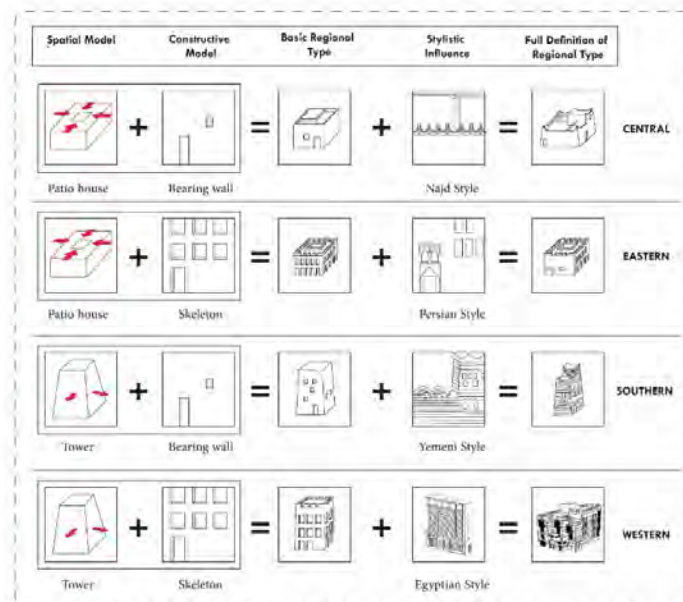 Spatial Model
Constructive Model
Basic Regional Type
Stylistic Influence
Full Definition of Regional Type
CENTRAL
Patio house
Bearing wall
Najd Style
EASTERN
Patio house
Skeleton
Persian Style
SOUTHERN
Tower
Bearing wall
Yemeni Style
WESTERN
Tower
Skeleton
Egyptian Style